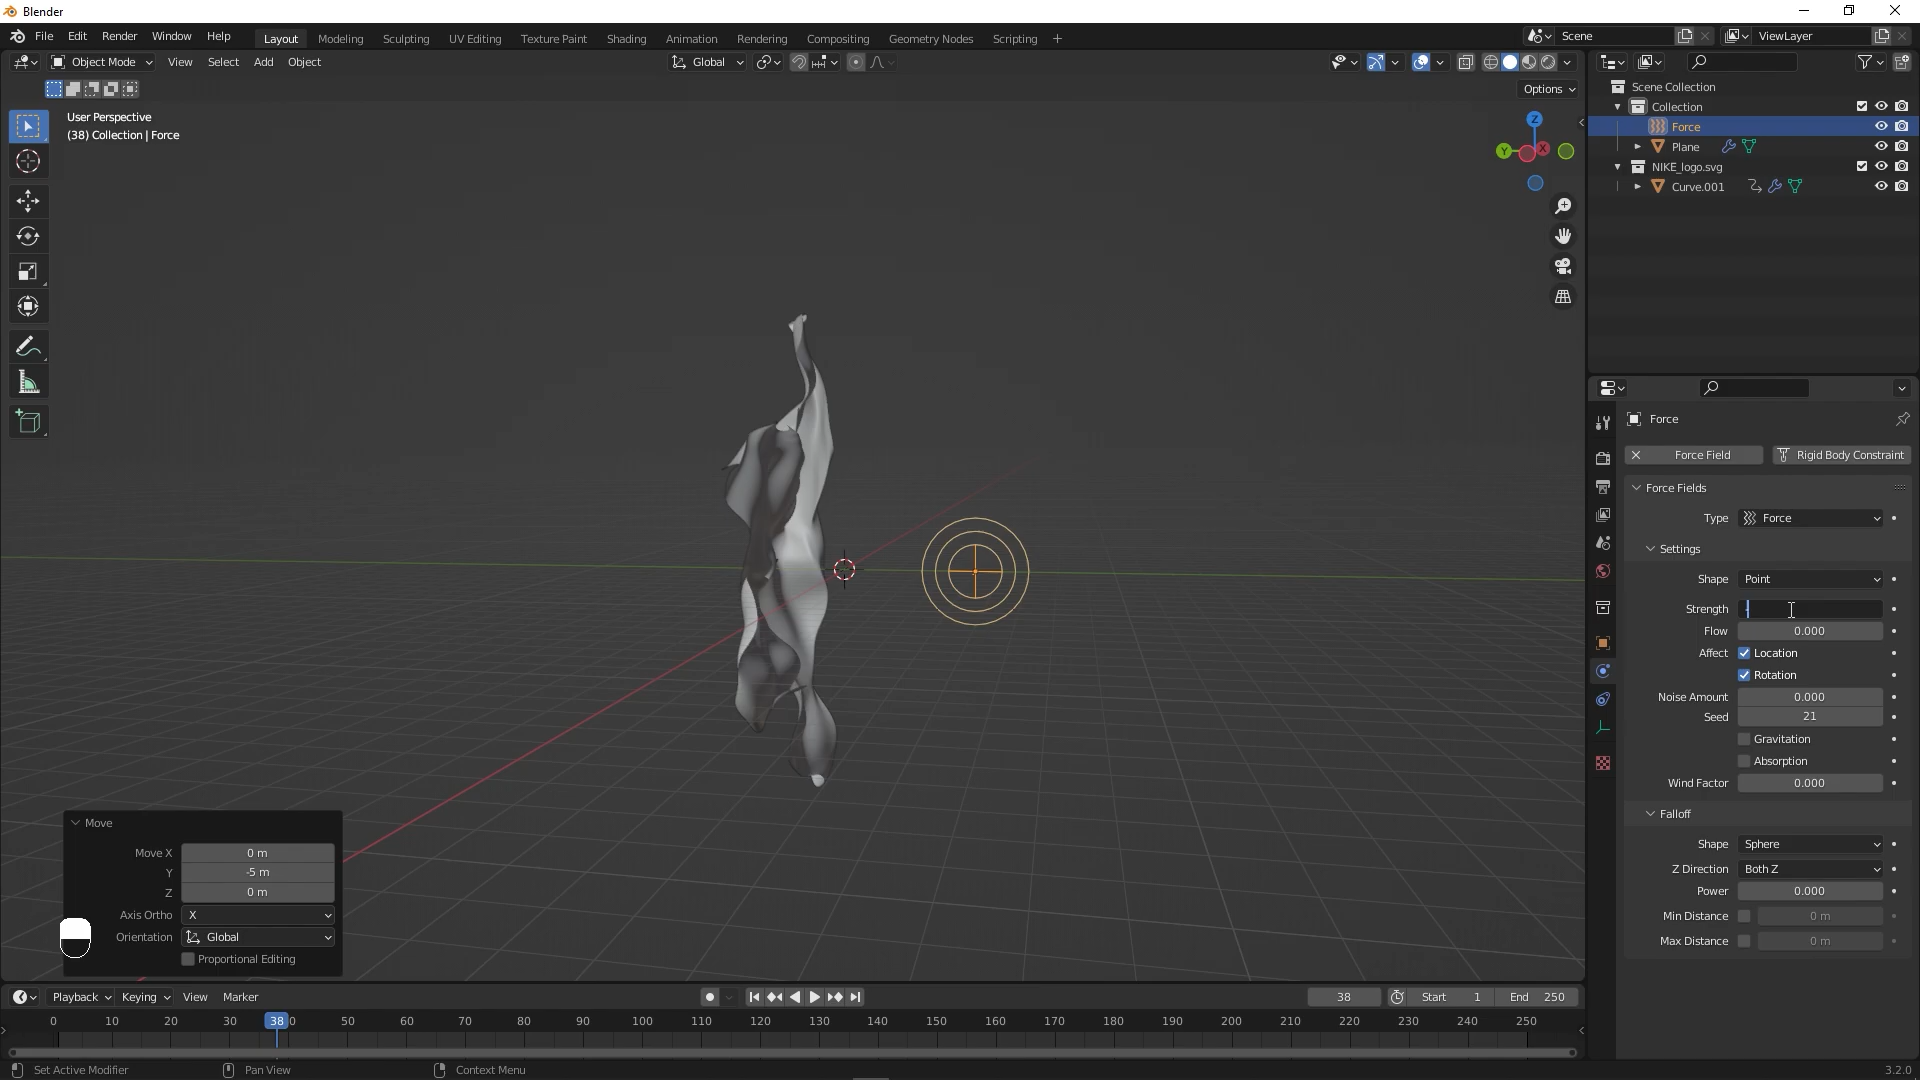 Blender
File Edit Render Window Help
Layout Modeling Sculpting UV Editing Texture Paint Shading Animation Rendering Compositing Geometry Nodes Scripting +
Scene
ViewLayer
Object Mode View Select Add Object
Global
Options
User Perspective
(38) Collection | Force
Z
Y
X
Scene Collection
Collection
Force
Plane
NIKE_logo.svg
Curve.001
Force
Force Field
Rigid Body Constraint
Force Fields
Type Force
Settings
Shape Point
Strength
Flow 0.000
Affect Location
Rotation
Noise Amount 0.000
Seed 21
Gravitation
Absorption
Wind Factor 0.000
Falloff
Shape Sphere
Z Direction Both Z
Power 0.000
Min Distance 0 m
Max Distance 0 m
Move
Move X 0 m
Y -5 m
Z 0 m
Axis Ortho X
Orientation Global
Proportional Editing
Playback Keying View Marker
38
Start 1
End 250
0 10 20 30 38 0 50 60 70 80 90 100 110 120 130 140 150 160 170 180 190 200 210 220 230 240 250
Set Active Modifier
Pan View
Context Menu
3.2.0